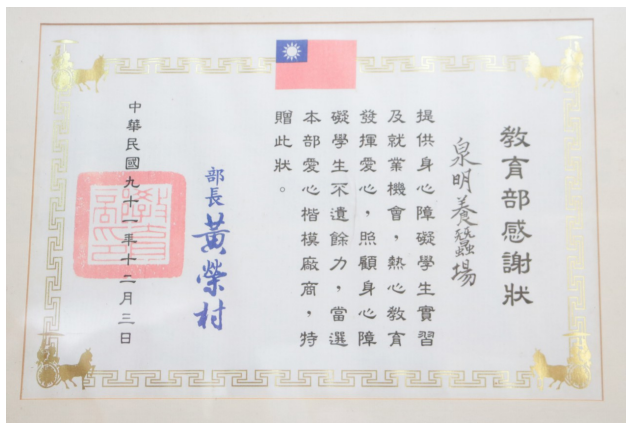 教育部感謝狀
泉明養蠶場
提供身心障礙學生實習
及就業機會，熱心教育
發揮愛心，照顧身心障
礙學生不遺餘力，當選
本部愛心楷模廠商，特
贈此狀。
部長 黃榮村
中華民國九十一年十二月三日